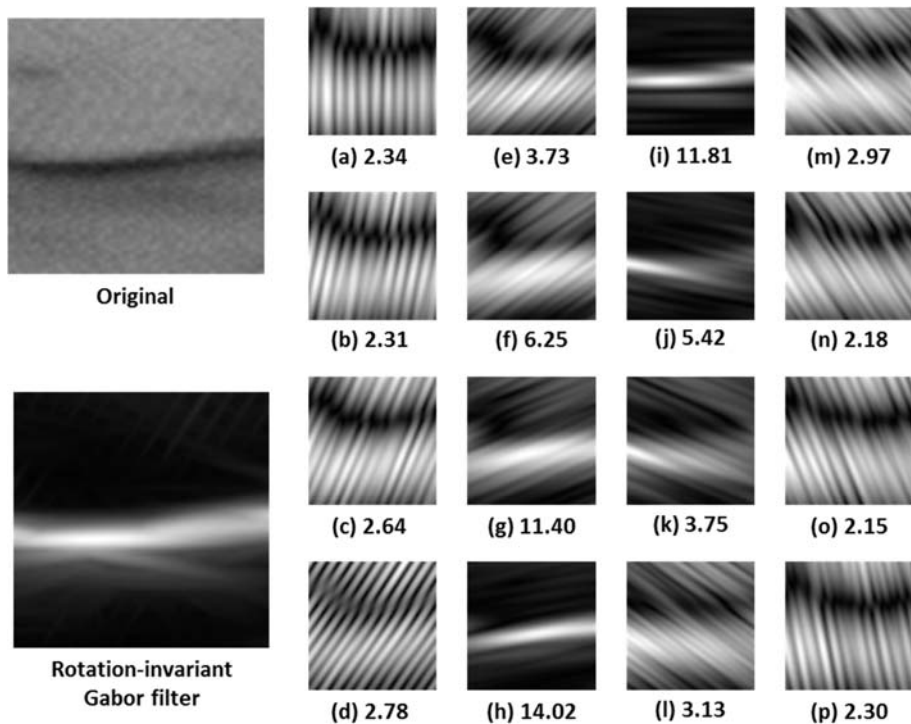 Original
Rotation-invariant
Gabor filter
(a) 2.34
(e) 3.73
(i) 11.81
(m) 2.97
(b) 2.31
(f) 6.25
(j) 5.42
(n) 2.18
(c) 2.64
(g) 11.40
(k) 3.75
(o) 2.15
(d) 2.78
(h) 14.02
(l) 3.13
(p) 2.30